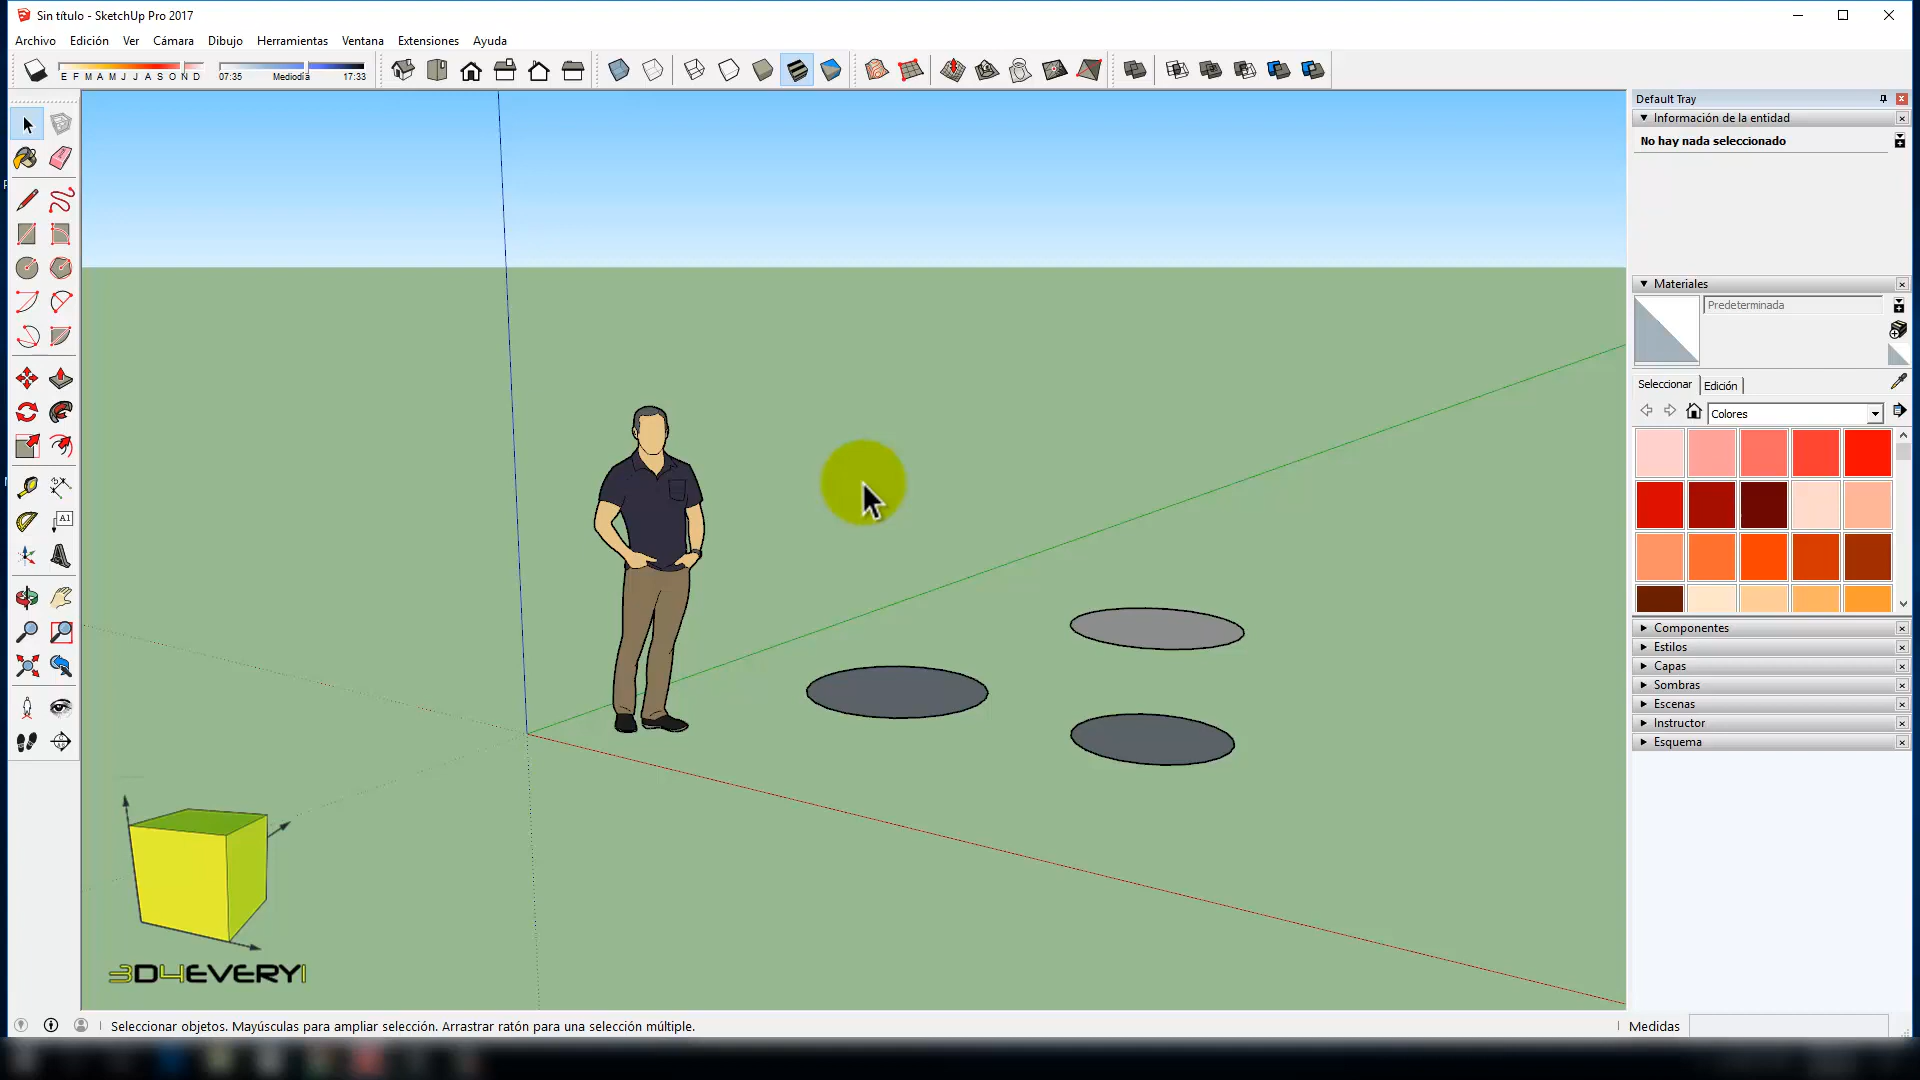 Sin título - SketchUp Pro 2017
Archivo Edición Ver Cámara Dibujo Herramientas Ventana Extensiones Ayuda
E F M A M J J A S O N D 07:35 Mediodía 17:33
Default Tray
Información de la entidad
No hay nada seleccionado
Materiales
Predeterminada
Seleccionar Edición
Colores
A1
Componentes
Estilos
Capas
Sombras
Escenas
Instructor
Esquema
3D4EVERY1
Seleccionar objetos. Mayúsculas para ampliar selección. Arrastrar ratón para una selección múltiple.
Medidas